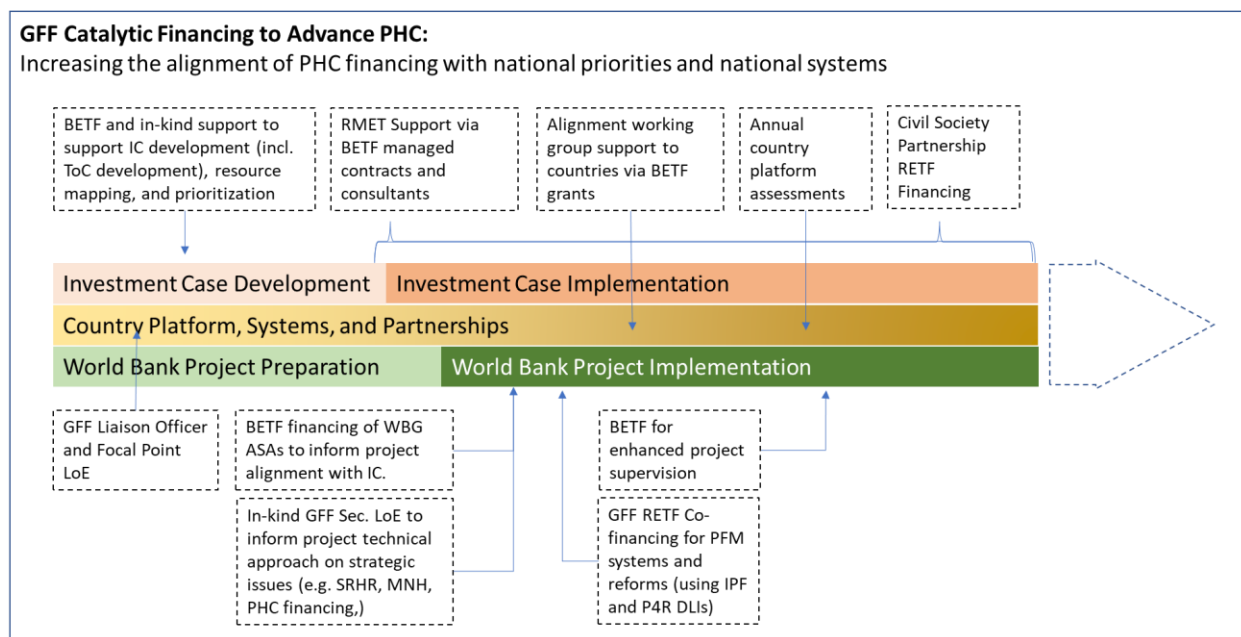 GFF Catalytic Financing to Advance PHC:
Increasing the alignment of PHC financing with national priorities and national systems
BETF and in-kind support to
support IC development (incl.
ToC development), resource
mapping, and prioritization
RMET Support via
BETF managed
contracts and
consultants
Alignment working
group support to
countries via BETF
grants
Annual
country
platform
assessments
Civil Society
Partnership
RETF
Financing
Investment Case Development
Investment Case Implementation
Country Platform, Systems, and Partnerships
World Bank Project Preparation
World Bank Project Implementation
GFF Liaison Officer
and Focal Point
LoE
BETF financing of WBG
ASAs to inform project
alignment with IC.
BETF for
enhanced project
supervision
In-kind GFF Sec. LoE to
inform project technical
approach on strategic
issues (e.g. SRHR, MNH,
PHC financing,)
GFF RETF Co-
financing for PFM
systems and
reforms (using IPF
and P4R DLIs)